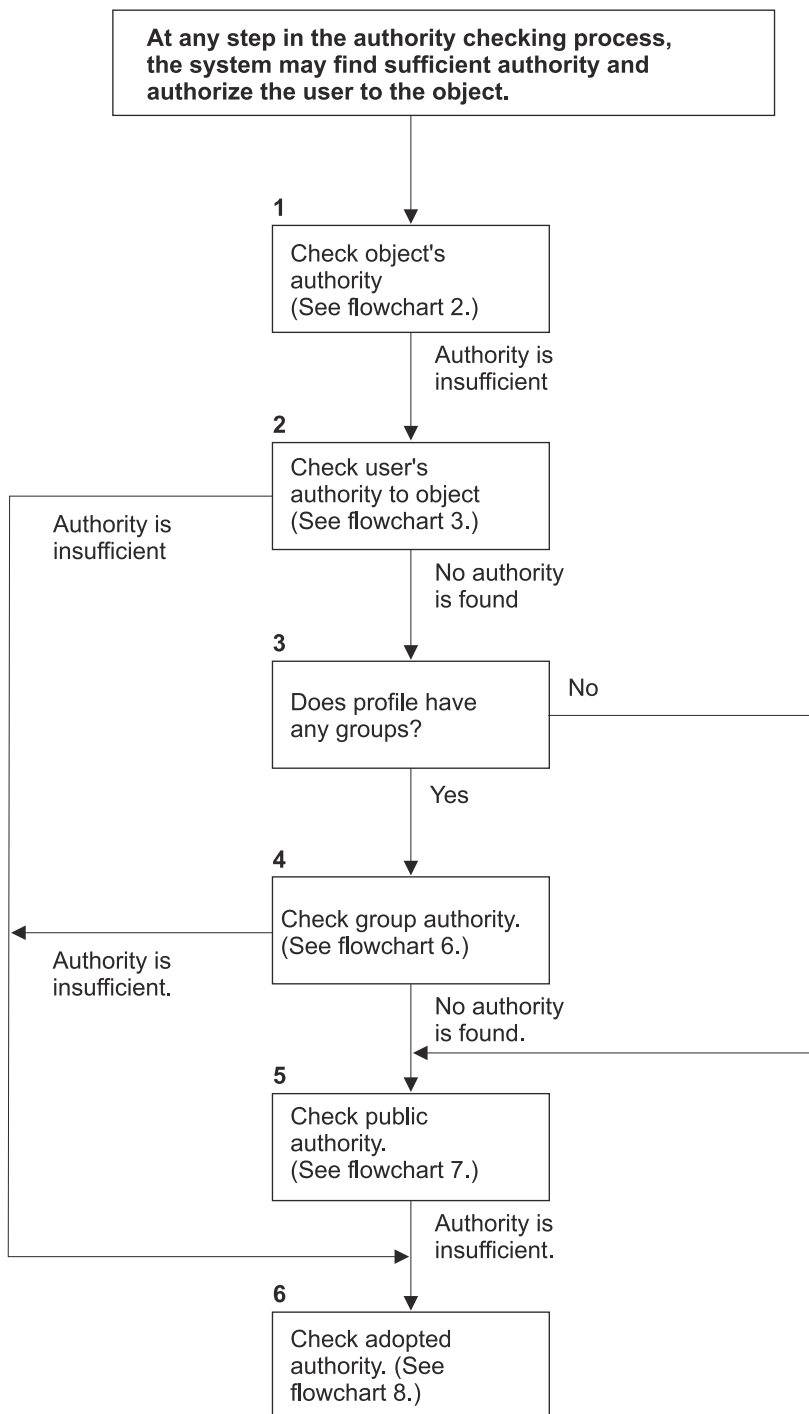 At any step in the authority checking process,
the system may find sufficient authority and
authorize the user to the object.
1
Check object's
authority
(See flowchart 2.)
Authority is
insufficient
2
Check user's
authority to object
(See flowchart 3.)
Authority is
insufficient
No authority
is found
3
Does profile have
any groups?
No
Yes
4
Check group authority.
(See flowchart 6.)
Authority is
insufficient.
No authority
is found.
5
Check public
authority.
(See flowchart 7.)
Authority is
insufficient.
6
Check adopted
authority. (See
flowchart 8.)